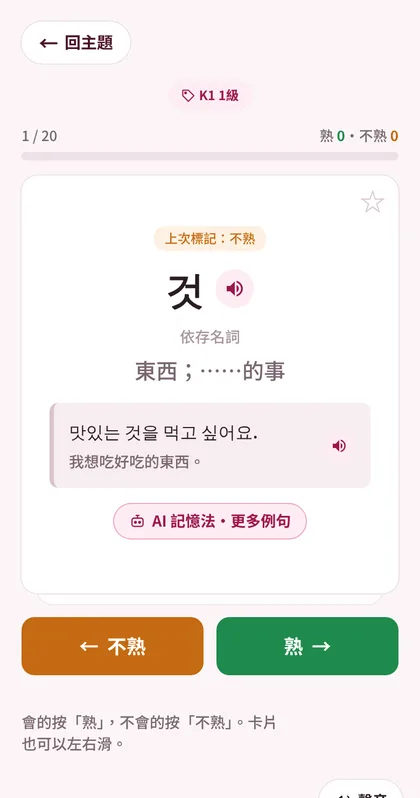 ← 回主題
K1 1級
1 / 20
熟 0・不熟 0
上次標記：不熟
것
依存名詞
東西；⋯⋯的事
맛있는 것을 먹고 싶어요.
我想吃好吃的東西。
AI 記憶法・更多例句
← 不熟
熟 →
會的按「熟」，不會的按「不熟」。卡片
也可以左右滑。